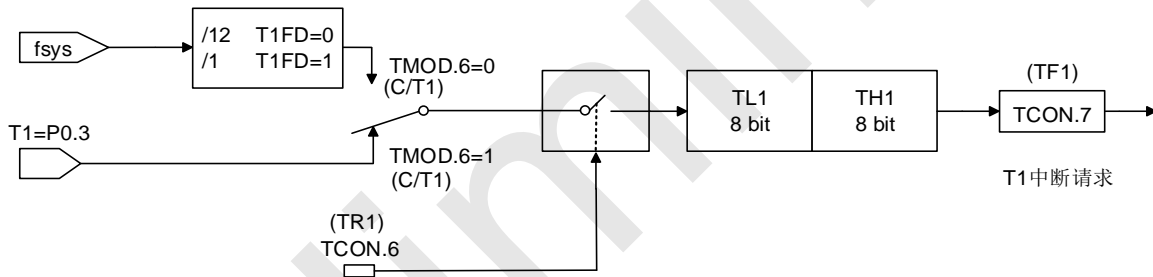 fsys
/12 T1FD=0
/1 T1FD=1
TMOD.6=0
(C/T1)
T1=P0.3
TMOD.6=1
(C/T1)
(TR1)
TCON.6
TL1
8 bit
TH1
8 bit
(TF1)
TCON.7
T1中断请求